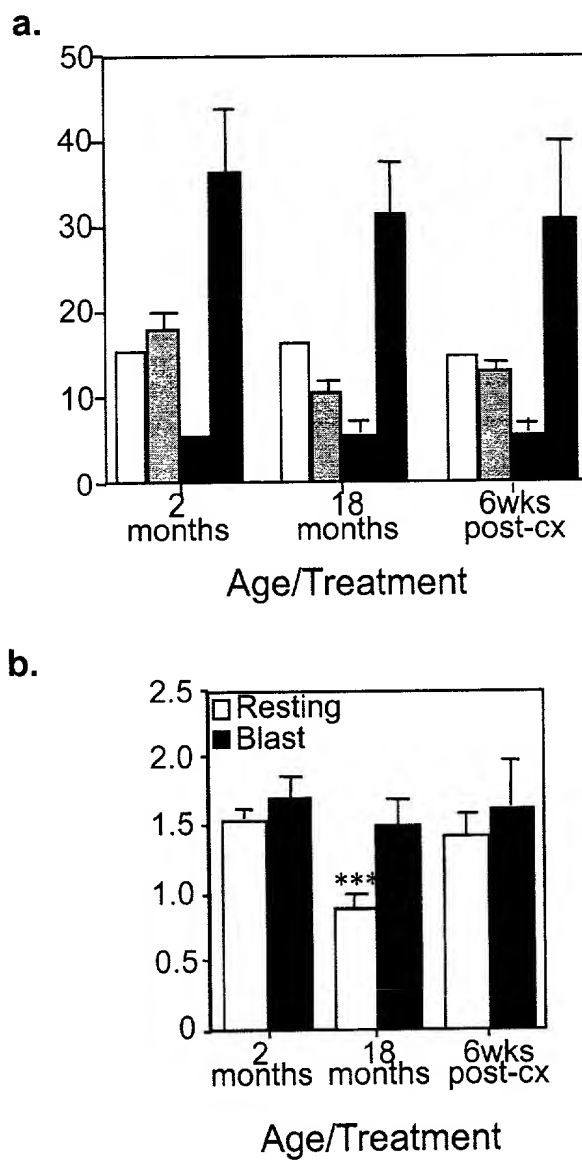 a.
50
40
30
20
10
0
2
months
18
months
6wks
post-cx
Age/Treatment
b.
2.5
2.0
1.5
1.0
0.5
0
Resting
Blast
***
2
months
18
months
6wks
post-cx
Age/Treatment